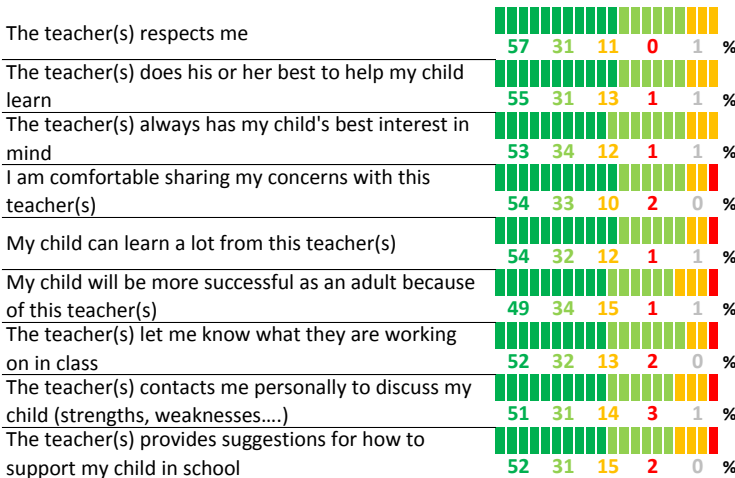 The teacher(s) respects me
57 31 11 0 1 %
The teacher(s) does his or her best to help my child
learn
55 31 13 1 1 %
The teacher(s) always has my child's best interest in
mind
53 34 12 1 1 %
I am comfortable sharing my concerns with this
teacher(s)
54 33 10 2 0 %
My child can learn a lot from this teacher(s)
54 32 12 1 1 %
My child will be more successful as an adult because
of this teacher(s)
49 34 15 1 1 %
The teacher(s) let me know what they are working
on in class
52 32 13 2 0 %
The teacher(s) contacts me personally to discuss my
child (strengths, weaknesses....)
51 31 14 3 1 %
The teacher(s) provides suggestions for how to
support my child in school
52 31 15 2 0 %